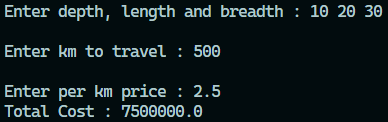 Enter depth, length and breadth : 10 20 30
Enter km to travel : 500
Enter per km price : 2.5
Total Cost : 7500000.0